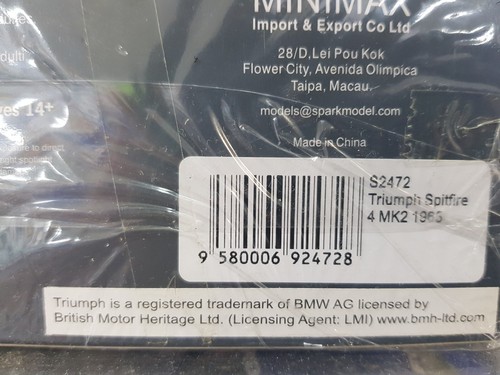 MINIMAX
Import & Export Co Ltd
28/D, Lei Pou Kok
Flower City, Avenida Olimpica
Taipa, Macau.
models@sparkmodel.com
Made in China
14+
S2472
Triumph Spitfire
4 MK2 1963
9 580006 924728
Triumph is a registered trademark of BMW AG licensed by
British Motor Heritage Ltd. (Licensing Agent: LMI) www.bmh-ltd.com